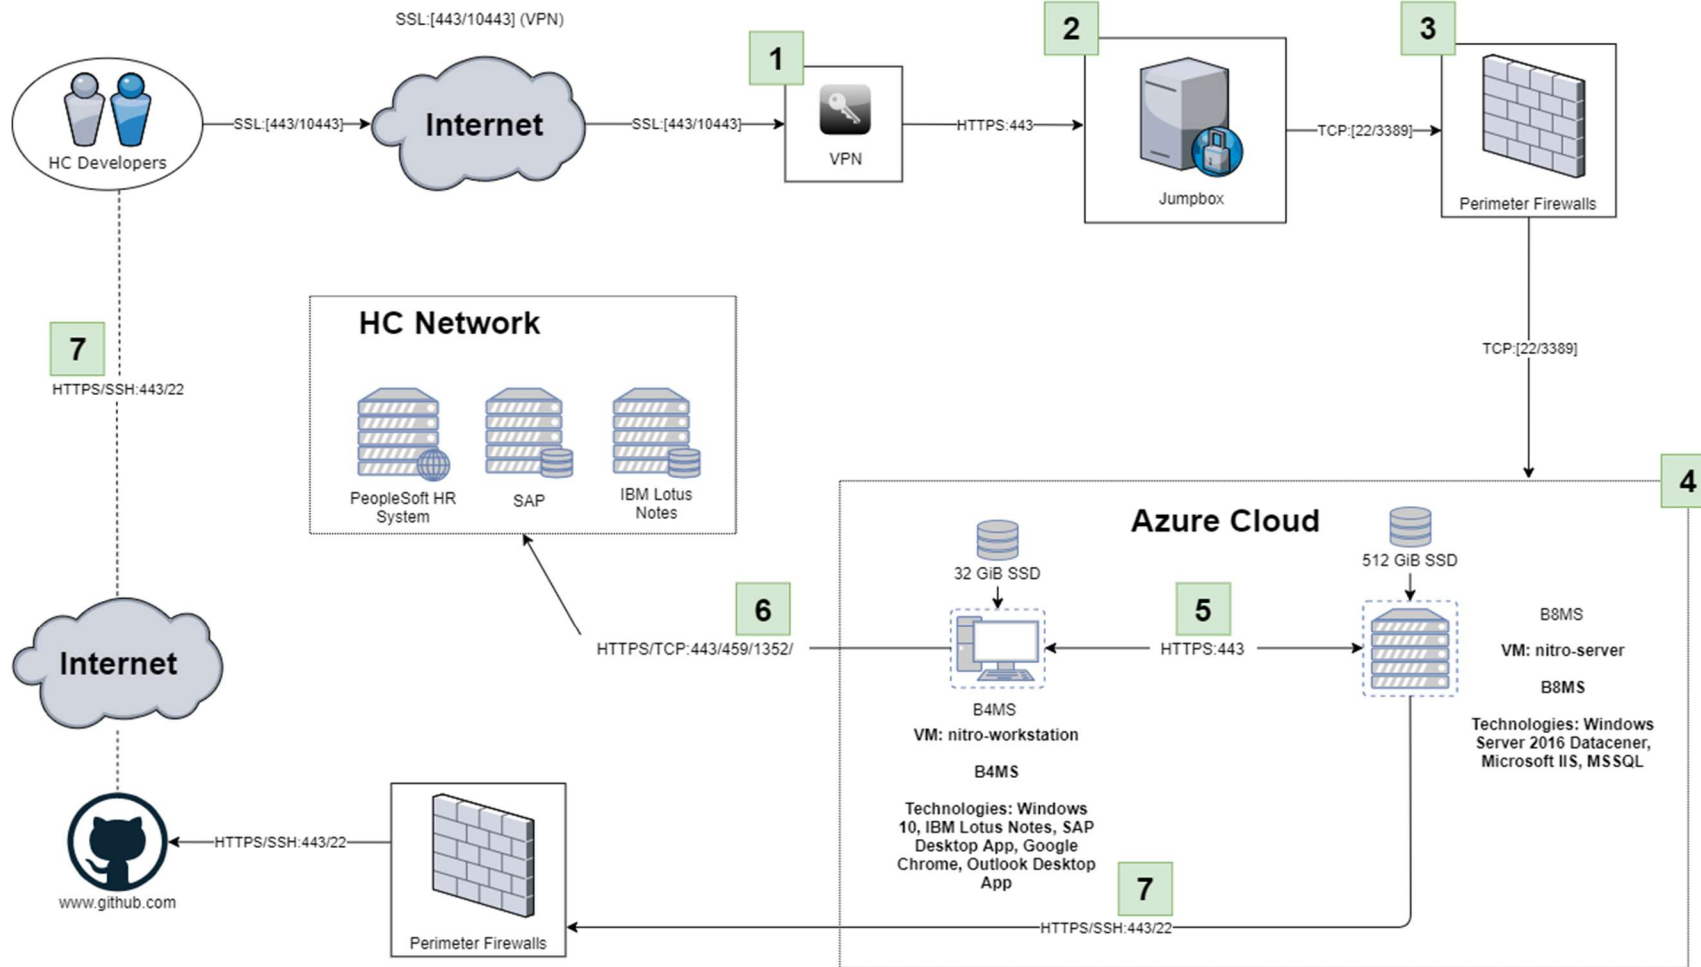 SSL:[443/10443] (VPN)
1
2
3
HC Developers
SSL:[443/10443]
Internet
SSL:[443/10443]
VPN
HTTPS:443
Jumpbox
TCP:[22/3389]
Perimeter Firewalls
TCP:[22/3389]
7
HTTPS/SSH:443/22
HC Network
PeopleSoft HR
System
SAP
IBM Lotus
Notes
4
Azure Cloud
32 GiB SSD
512 GiB SSD
6
HTTPS/TCP:443/459/1352/
5
HTTPS:443
B4MS
VM: nitro-workstation
B4MS
Technologies: Windows
10, IBM Lotus Notes, SAP
Desktop App, Google
Chrome, Outlook Desktop
App
B8MS
VM: nitro-server
B8MS
Technologies: Windows
Server 2016 Datacener,
Microsoft IIS, MSSQL
7
HTTPS/SSH:443/22
Perimeter Firewalls
HTTPS/SSH:443/22
Internet
www.github.com